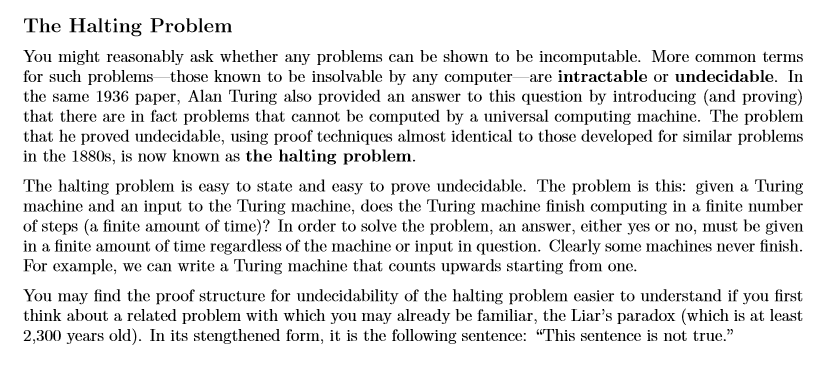 The Halting Problem
You might reasonably ask whether any problems can be shown to be incomputable. More common terms
for such problems—those known to be insolvable by any computer—are intractable or undecidable. In
the same 1936 paper, Alan Turing also provided an answer to this question by introducing (and proving)
that there are in fact problems that cannot be computed by a universal computing machine. The problem
that he proved undecidable, using proof techniques almost identical to those developed for similar problems
in the 1880s, is now known as the halting problem.
The halting problem is easy to state and easy to prove undecidable. The problem is this: given a Turing
machine and an input to the Turing machine, does the Turing machine finish computing in a finite number
of steps (a finite amount of time)? In order to solve the problem, an answer, either yes or no, must be given
in a finite amount of time regardless of the machine or input in question. Clearly some machines never finish.
For example, we can write a Turing machine that counts upwards starting from one.
You may find the proof structure for undecidability of the halting problem easier to understand if you first
think about a related problem with which you may already be familiar, the Liar's paradox (which is at least
2,300 years old). In its stengthened form, it is the following sentence: “This sentence is not true.”